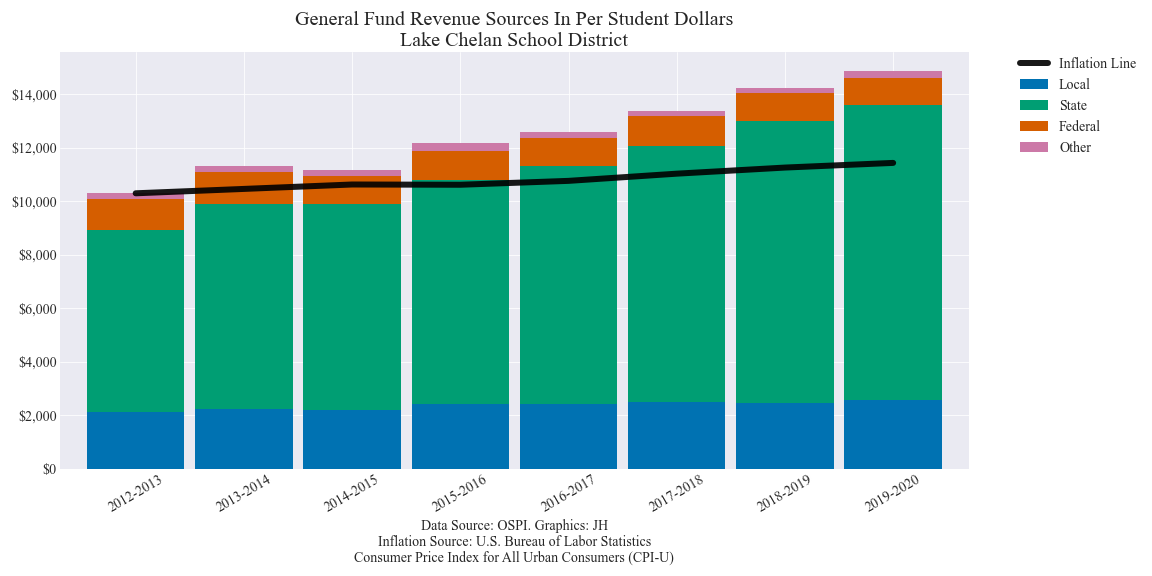 General Fund Revenue Sources In Per Student Dollars
Lake Chelan School District
Inflation Line
Local
State
Federal
Other
$14,000
$12,000
$10,000
$8,000
$6,000
$4,000
$2,000
$0
2012-2013
2013-2014
2014-2015
2015-2016
2016-2017
2017-2018
2018-2019
2019-2020
Data Source: OSPI. Graphics: JH
Inflation Source: U.S. Bureau of Labor Statistics
Consumer Price Index for All Urban Consumers (CPI-U)